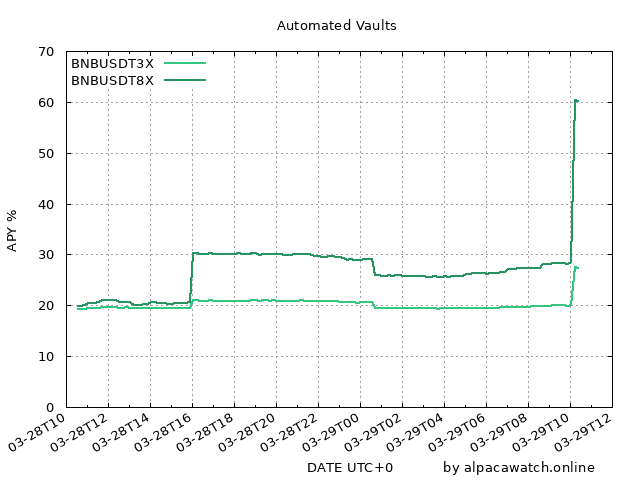 Automated Vaults
70
60
50
40
30
20
10
0
APY %
BNBUSDT3X
BNBUSDT8X
03-28T10
03-28T12
03-28T14
03-28T16
03-28T18
03-28T20
03-28T22
03-29T00
03-29T02
03-29T04
03-29T06
03-29T08
03-29T10
03-29T12
DATE UTC+0
by alpacawatch.online